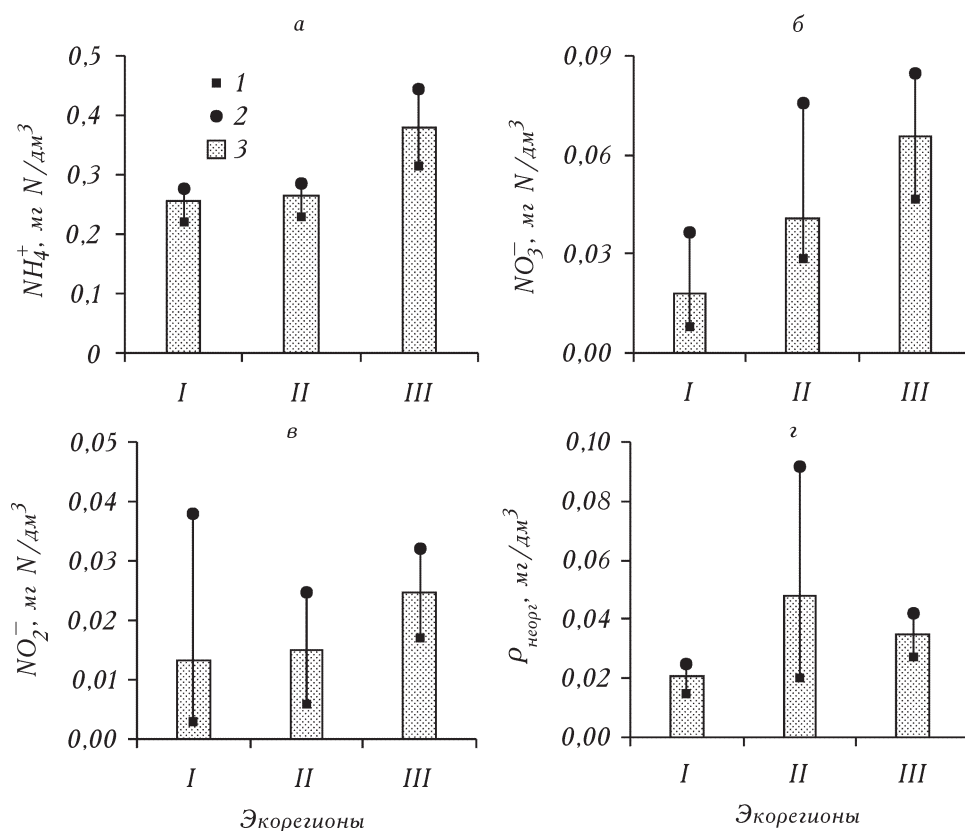 а
0,5
0,4
0,3
0,2
0,1
0
NH₄⁺, мг N/дм³
1
2
3
I II III
б
0,09
0,06
0,03
0,00
NO₃⁻, мг N/дм³
I II III
в
0,05
0,04
0,03
0,02
0,01
0,00
NO₂⁻, мг N/дм³
I II III
Экорегионы
г
0,10
0,08
0,06
0,04
0,02
0,00
Pнеорг, мг/дм³
I II III
Экорегионы